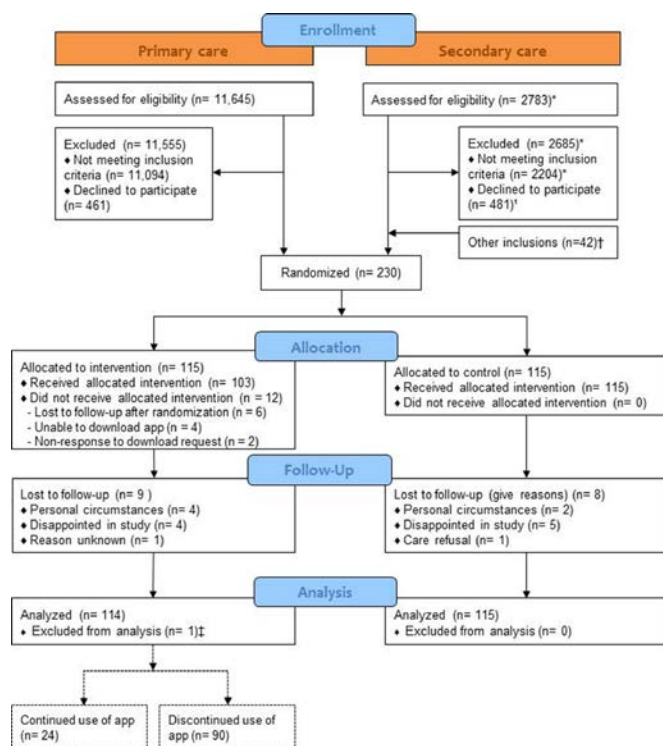 Enrollment
Primary care
Secondary care
Assessed for eligibility (n= 11,645)
Assessed for eligibility (n= 2783)*
Excluded (n= 11,555)
♦ Not meeting inclusion
criteria (n= 11,094)
♦ Declined to participate
(n= 461)
Excluded (n= 2685)*
♦ Not meeting inclusion
criteria (n= 2204)*
♦ Declined to participate
(n= 481)*
Other inclusions (n=42)†
Randomized (n= 230)
Allocation
Allocated to intervention (n= 115)
♦ Received allocated intervention (n= 103)
♦ Did not receive allocated intervention (n = 12)
- Lost to follow-up after randomization (n = 6)
- Unable to download app (n = 4)
- Non-response to download request (n = 2)
Allocated to control (n= 115)
♦ Received allocated intervention (n= 115)
♦ Did not receive allocated intervention (n= 0)
Follow-Up
Lost to follow-up (n= 9 )
♦ Personal circumstances (n= 4)
♦ Disappointed in study (n= 4)
♦ Reason unknown (n= 1)
Lost to follow-up (give reasons) (n= 8)
♦ Personal circumstances (n= 2)
♦ Disappointed in study (n= 5)
♦ Care refusal (n= 1)
Analysis
Analyzed (n= 114)
♦ Excluded from analysis (n= 1)‡
Analyzed (n= 115)
♦ Excluded from analysis (n= 0)
Continued use of app
(n= 24)
Discontinued use of
app (n= 90)